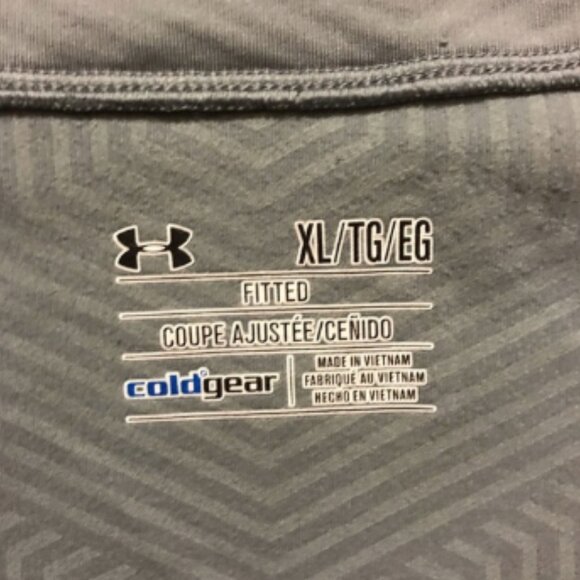 XL/TG/EG
FITTED
COUPE AJUSTÉE/CEÑIDO
coldgear
MADE IN VIETNAM
FABRIQUÉ AU VIETNAM
HECHO EN VIETNAM